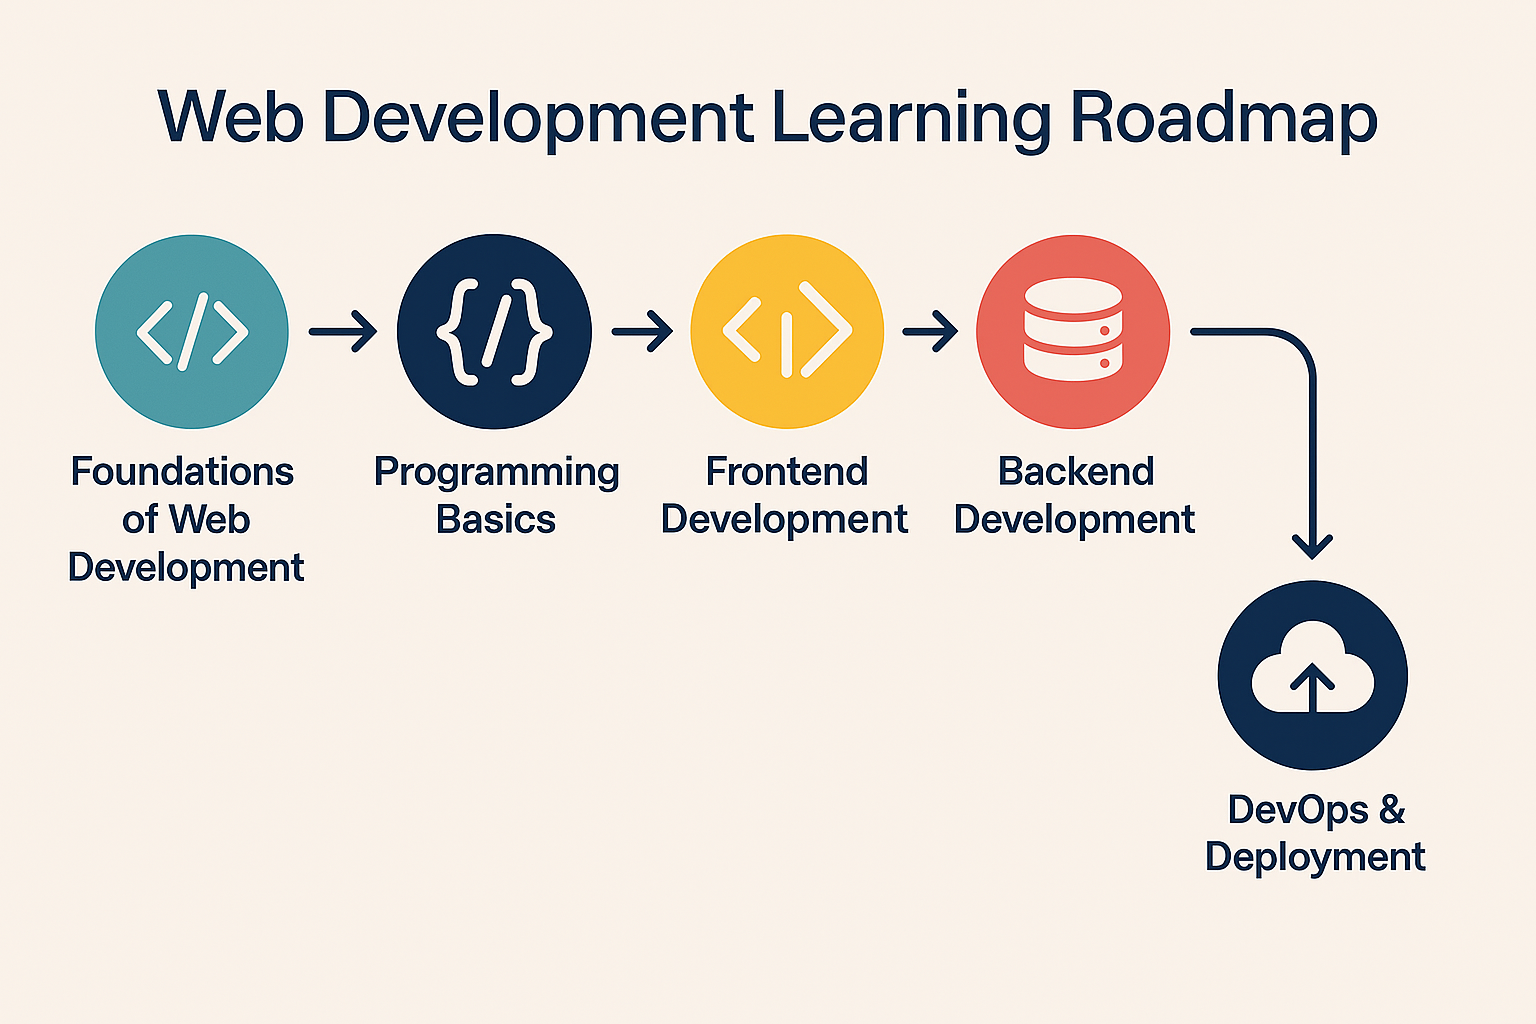 Web Development Learning Roadmap
Foundations
of Web
Development
Programming
Basics
Frontend
Development
Backend
Development
DevOps &
Deployment